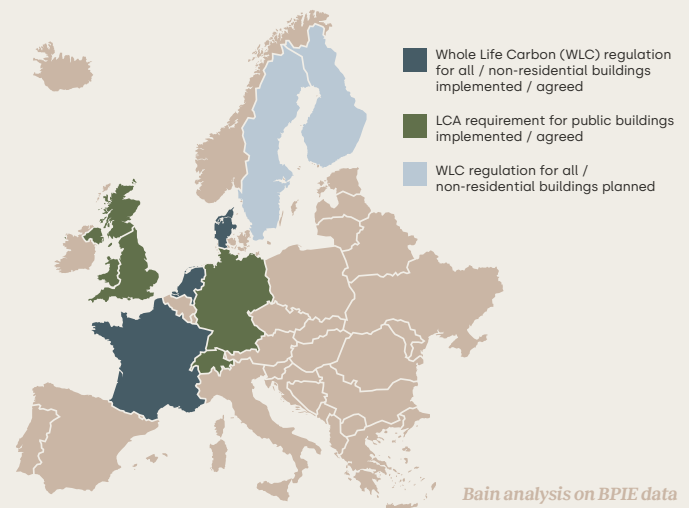 Whole Life Carbon (WLC) regulation
for all / non-residential buildings
implemented / agreed
LCA requirement for public buildings
implemented / agreed
WLC regulation for all /
non-residential buildings planned
Bain analysis on BPIE data